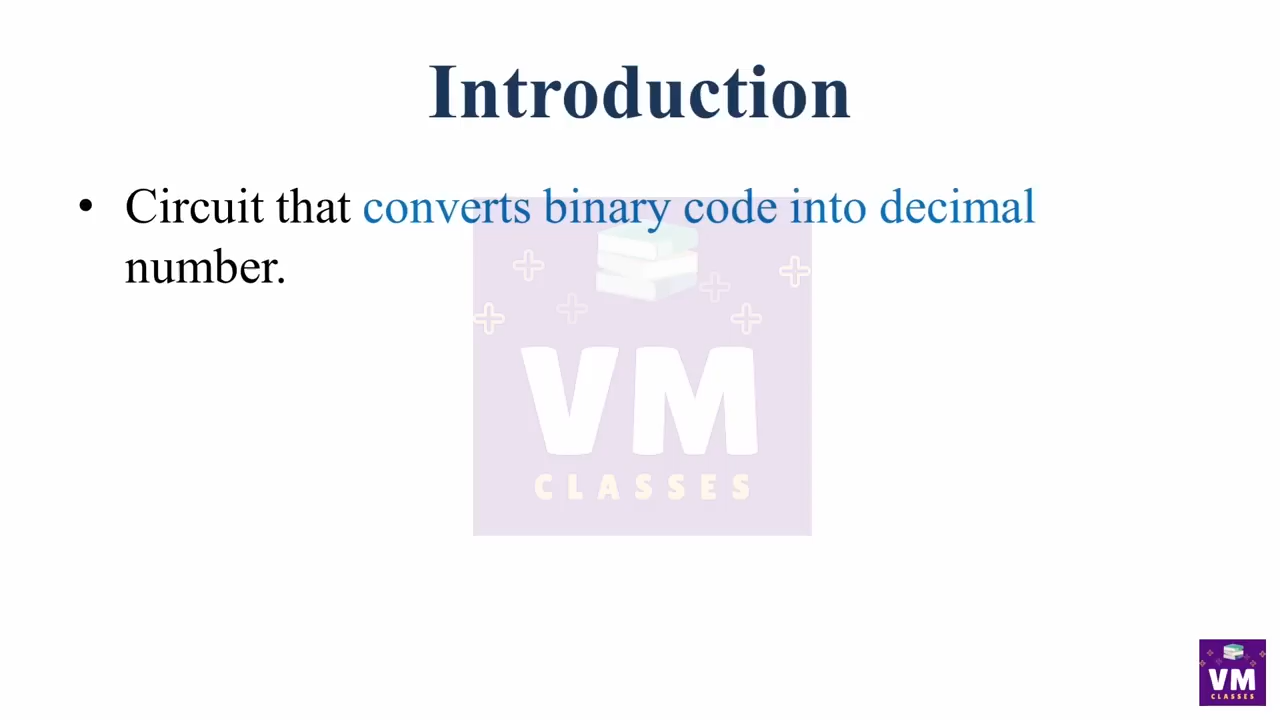 Introduction
• Circuit that converts binary code into decimal
number.
VM
CLASSES
VM
CLASSES